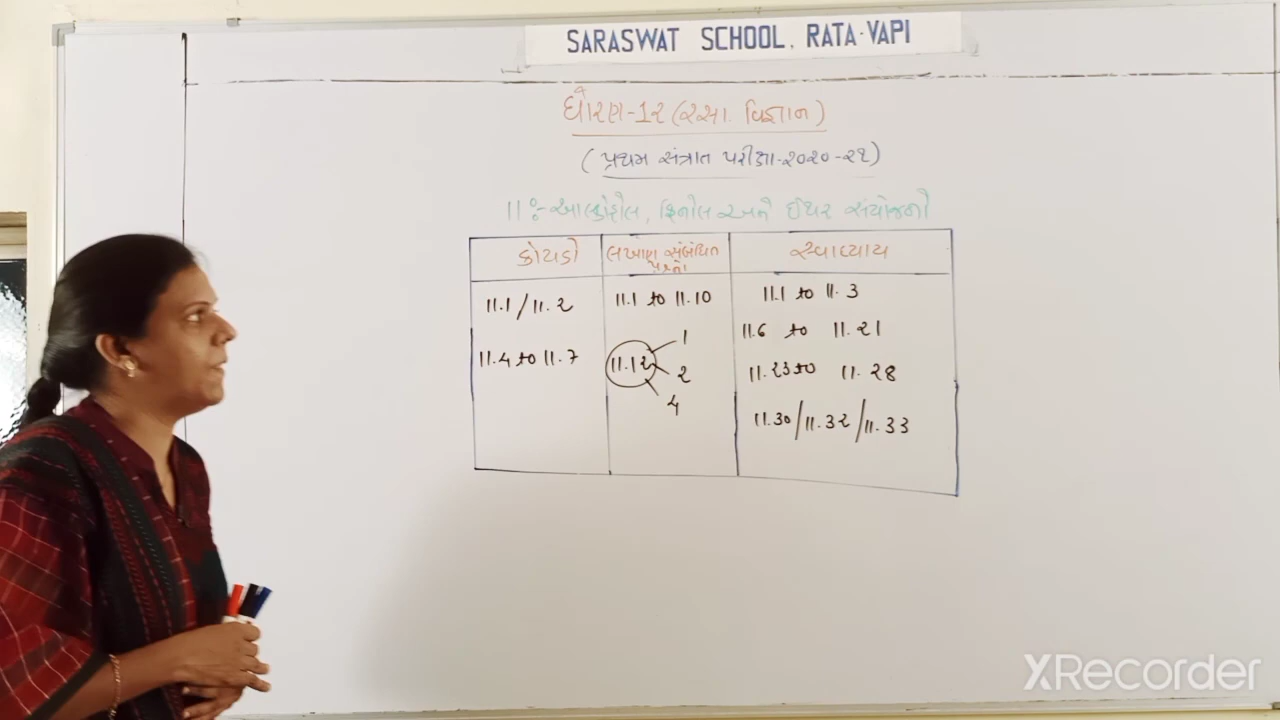 SARASWAT SCHOOL, RATA-VAPI
ધોરણ-12 (રસા. વિજ્ઞાન)
(પ્રથમ સંત્રાત પરીક્ષા-૨૦૨૦-૨૧)
11 :- આલ્કોહોલ, ફિનોલ અને ઈથર સંયોજનો
કોયડો લખાણ સંબંધિત પ્રશ્નો સ્વાધ્યાય
11.1/11.2 11.1 to 11.10 11.1 to 11.3
11.6 to 11.21
11.4 to 11.7 11.12 1 2 4 11.23 to 11.28
11.30/11.32/11.33
XRecorder